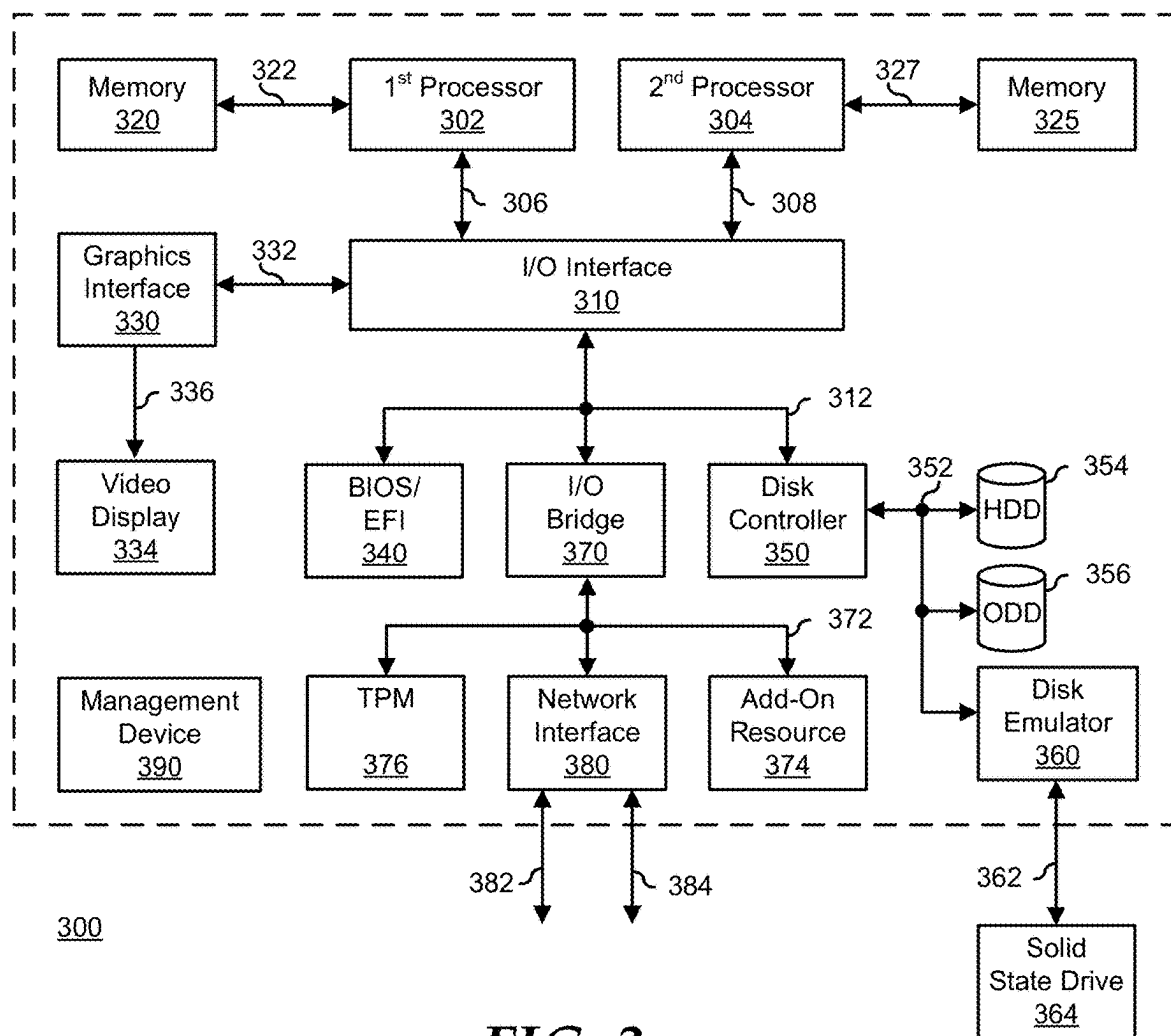 Memory
320
322
1st Processor
302
2nd Processor
304
327
Memory
325
306
308
Graphics
Interface
330
332
I/O Interface
310
336
312
Video
Display
334
BIOS/
EFI
340
I/O
Bridge
370
Disk
Controller
350
352
HDD
354
ODD
356
372
Management
Device
390
TPM
376
Network
Interface
380
Add-On
Resource
374
Disk
Emulator
360
382
384
362
300
Solid
State Drive
364
FIG.